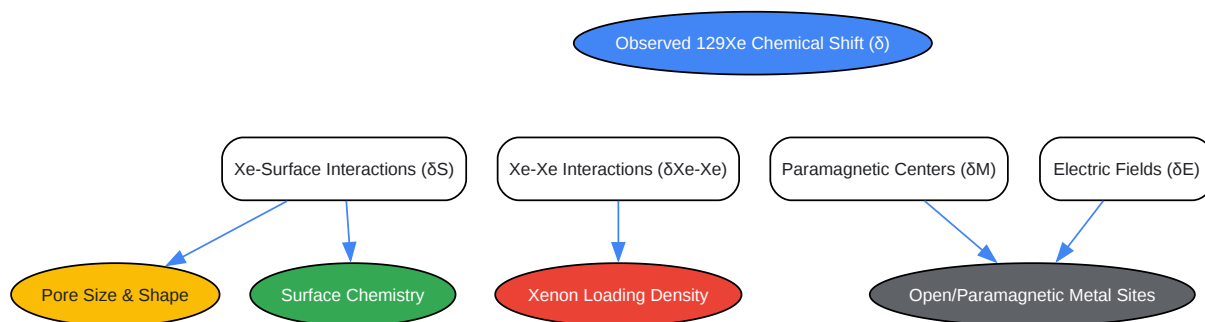 Observed 129Xe Chemical Shift (δ)
Xe-Surface Interactions (δS)
Xe-Xe Interactions (δXe-Xe)
Paramagnetic Centers (δM)
Electric Fields (δE)
Pore Size & Shape
Surface Chemistry
Xenon Loading Density
Open/Paramagnetic Metal Sites